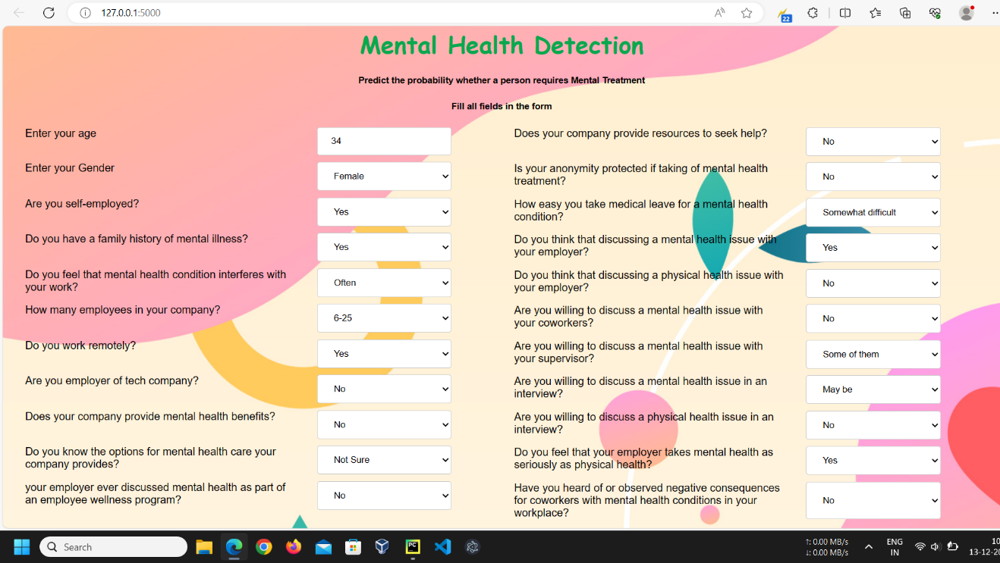 127.0.0.1:5000
22
Mental Health Detection
Predict the probability whether a person requires Mental Treatment
Fill all fields in the form
Enter your age
34
Enter your Gender
Female
Are you self-employed?
Yes
Do you have a family history of mental illness?
Yes
Do you feel that mental health condition interferes with
your work?
Often
How many employees in your company?
6-25
Do you work remotely?
Yes
Are you employer of tech company?
No
Does your company provide mental health benefits?
No
Do you know the options for mental health care your
company provides?
Not Sure
your employer ever discussed mental health as part of
an employee wellness program?
No
Does your company provide resources to seek help?
No
Is your anonymity protected if taking of mental health
treatment?
No
How easy you take medical leave for a mental health
condition?
Somewhat difficult
Do you think that discussing a mental health issue with
your employer?
Yes
Do you think that discussing a physical health issue with
your employer?
No
Are you willing to discuss a mental health issue with
your coworkers?
No
Are you willing to discuss a mental health issue with
your supervisor?
Some of them
Are you willing to discuss a mental health issue in an
interview?
May be
Are you willing to discuss a physical health issue in an
interview?
No
Do you feel that your employer takes mental health as
seriously as physical health?
Yes
Have you heard of or observed negative consequences
for coworkers with mental health conditions in your
workplace?
No
Search
PC
↑: 0.00 MB/s
↓: 0.00 MB/s
ENG
IN
10
13-12-20